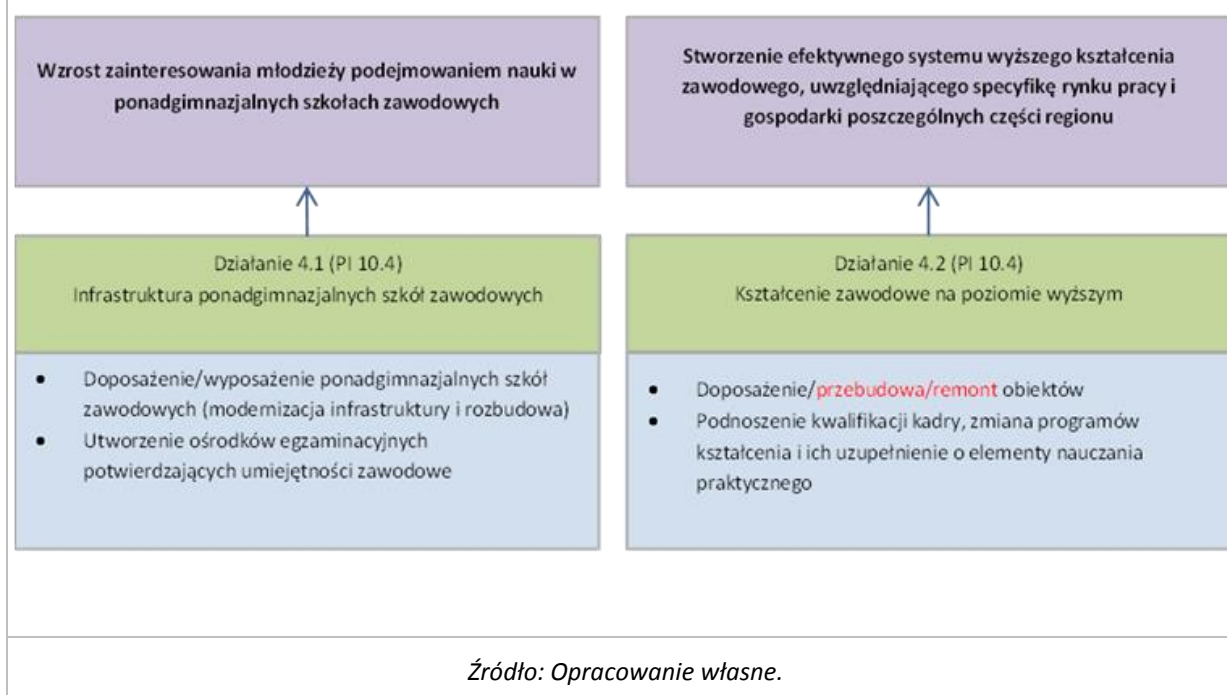 Wzrost zainteresowania młodzieży podejmowaniem nauki w
ponadgimnazjalnych szkołach zawodowych
Stworzenie efektywnego systemu wyższego kształcenia
zawodowego, uwzględniającego specyfikę rynku pracy i
gospodarki poszczególnych części regionu
Działanie 4.1 (PI 10.4)
Infrastruktura ponadgimnazjalnych szkół zawodowych
Działanie 4.2 (PI 10.4)
Kształcenie zawodowe na poziomie wyższym
• Doposażenie/wyposażenie ponadgimnazjalnych szkół
zawodowych (modernizacja infrastruktury i rozbudowa)
• Utworzenie ośrodków egzaminacyjnych
potwierdzających umiejętności zawodowe
• Doposażenie/przebudowa/remont obiektów
• Podnoszenie kwalifikacji kadry, zmiana programów
kształcenia i ich uzupełnienie o elementy nauczania
praktycznego
Źródło: Opracowanie własne.